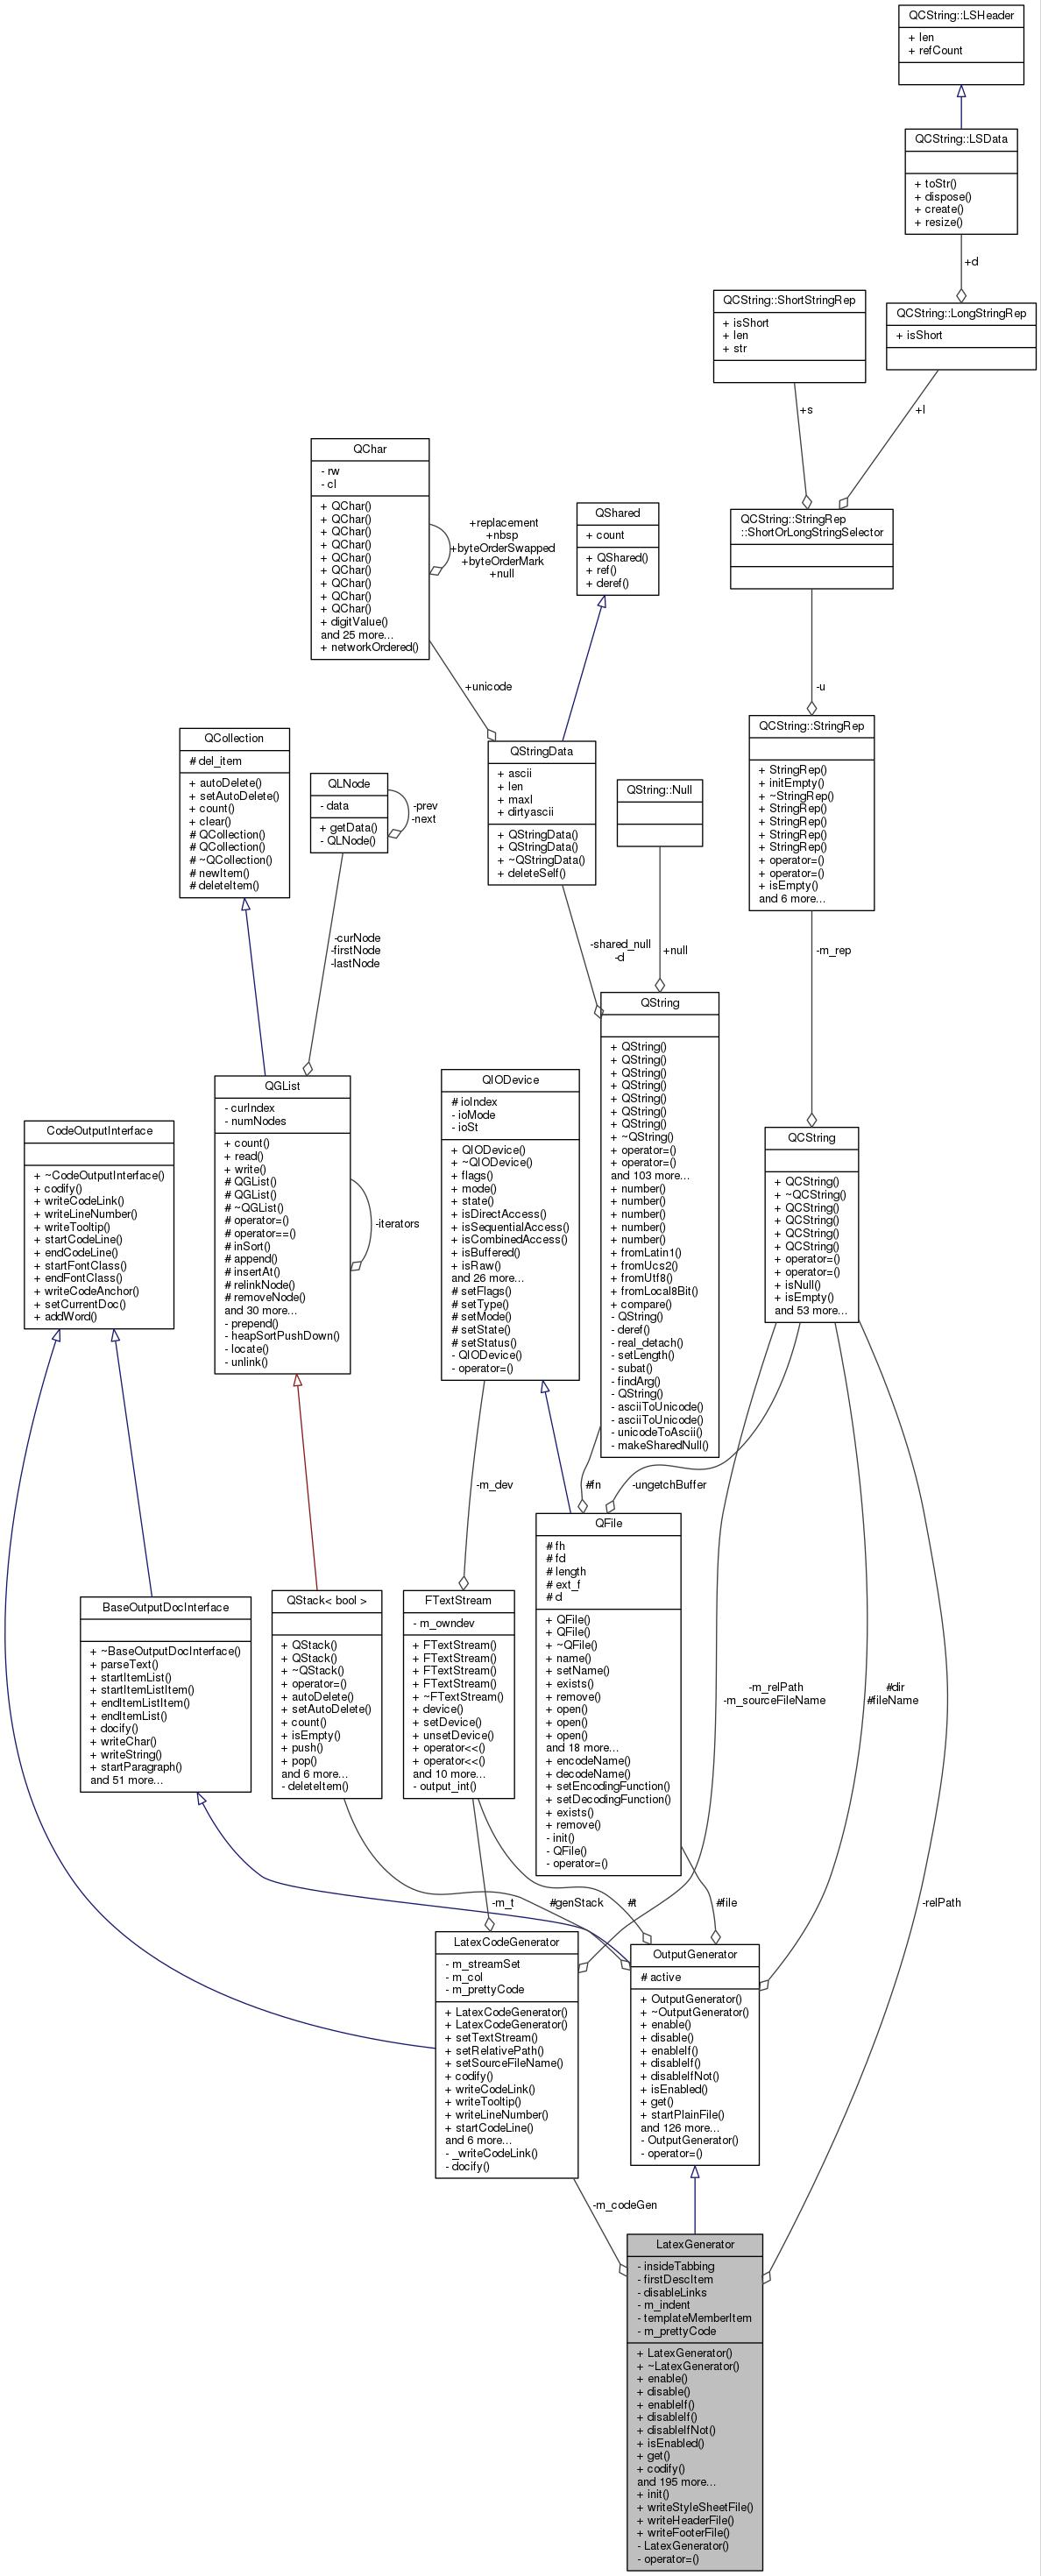 QCString::LSHeader
+ len
+ refCount
QCString::LSData
+ toStr()
+ dispose()
+ create()
+ resize()
+d
QCString::ShortStringRep
+ isShort
+ len
+ str
QCString::LongStringRep
+ isShort
+s
+l
QChar
- rw
- cl
+ QChar()
+ QChar()
+ QChar()
+ QChar()
+ QChar()
+ QChar()
+ QChar()
+ QChar()
+ QChar()
+ digitValue()
and 25 more...
+ networkOrdered()
+replacement
+nbsp
+byteOrderSwapped
+byteOrderMark
+null
QShared
+ count
+ QShared()
+ ref()
+ deref()
QCString::StringRep
::ShortOrLongStringSelector
+unicode
-u
QCollection
# del_item
+ autoDelete()
+ setAutoDelete()
+ count()
+ clear()
# QCollection()
# QCollection()
# ~QCollection()
# newItem()
# deleteItem()
QLNode
- data
+ getData()
- QLNode()
-prev
-next
QStringData
+ ascii
+ len
+ maxl
+ dirtyascii
+ QStringData()
+ QStringData()
+ ~QStringData()
+ deleteSelf()
QString::Null
QCString::StringRep
+ StringRep()
+ initEmpty()
+ ~StringRep()
+ StringRep()
+ StringRep()
+ StringRep()
+ StringRep()
+ operator=()
+ operator=()
+ isEmpty()
and 6 more...
-curNode
-firstNode
-lastNode
-shared_null
-d
+null
-m_rep
CodeOutputInterface
+ ~CodeOutputInterface()
+ codify()
+ writeCodeLink()
+ writeLineNumber()
+ writeTooltip()
+ startCodeLine()
+ endCodeLine()
+ startFontClass()
+ endFontClass()
+ writeCodeAnchor()
+ setCurrentDoc()
+ addWord()
QGList
- curIndex
- numNodes
+ count()
+ read()
+ write()
# QGList()
# QGList()
# ~QGList()
# operator=()
# operator==()
# inSort()
# append()
# insertAt()
# relinkNode()
# removeNode()
and 30 more...
- prepend()
- heapSortPushDown()
- locate()
- unlink()
-iterators
QIODevice
# ioIndex
- ioMode
- ioSt
+ QIODevice()
+ ~QIODevice()
+ flags()
+ mode()
+ state()
+ isDirectAccess()
+ isSequentialAccess()
+ isCombinedAccess()
+ isBuffered()
+ isRaw()
and 26 more...
# setFlags()
# setType()
# setMode()
# setState()
# setStatus()
- QIODevice()
- operator=()
QString
+ QString()
+ QString()
+ QString()
+ QString()
+ QString()
+ QString()
+ QString()
+ ~QString()
+ operator=()
+ operator=()
and 103 more...
+ number()
+ number()
+ number()
+ number()
+ number()
+ fromLatin1()
+ fromUcs2()
+ fromUtf8()
+ fromLocal8Bit()
+ compare()
- QString()
- deref()
- real_detach()
- setLength()
- subat()
- findArg()
- QString()
- asciiToUnicode()
- asciiToUnicode()
- unicodeToAscii()
- makeSharedNull()
QCString
+ QCString()
+ ~QCString()
+ QCString()
+ QCString()
+ QCString()
+ QCString()
+ operator=()
+ operator=()
+ isNull()
+ isEmpty()
and 53 more...
-m_dev
#fn
-ungetchBuffer
BaseOutputDocInterface
+ ~BaseOutputDocInterface()
+ parseText()
+ startItemList()
+ startItemListItem()
+ endItemListItem()
+ endItemList()
+ docify()
+ writeChar()
+ writeString()
+ startParagraph()
and 51 more...
QStack< bool >
+ QStack()
+ QStack()
+ ~QStack()
+ operator=()
+ autoDelete()
+ setAutoDelete()
+ count()
+ isEmpty()
+ push()
+ pop()
and 6 more...
- deleteItem()
FTextStream
- m_owndev
+ FTextStream()
+ FTextStream()
+ FTextStream()
+ FTextStream()
+ ~FTextStream()
+ device()
+ setDevice()
+ unsetDevice()
+ operator<<()
+ operator<<()
and 10 more...
- output_int()
QFile
# fh
# fd
# length
# ext_f
# d
+ QFile()
+ QFile()
+ ~QFile()
+ name()
+ setName()
+ exists()
+ remove()
+ open()
+ open()
+ open()
and 18 more...
+ encodeName()
+ decodeName()
+ setEncodingFunction()
+ setDecodingFunction()
+ exists()
+ remove()
- init()
- QFile()
- operator=()
-m_relPath
-m_sourceFileName
#dir
#fileName
-m_t
#genStack
#t
#file
-relPath
LatexCodeGenerator
- m_streamSet
- m_col
- m_prettyCode
+ LatexCodeGenerator()
+ LatexCodeGenerator()
+ setTextStream()
+ setRelativePath()
+ setSourceFileName()
+ codify()
+ writeCodeLink()
+ writeTooltip()
+ writeLineNumber()
+ startCodeLine()
and 6 more...
- _writeCodeLink()
- docify()
OutputGenerator
# active
+ OutputGenerator()
+ ~OutputGenerator()
+ enable()
+ disable()
+ enableIf()
+ disableIf()
+ disableIfNot()
+ isEnabled()
+ get()
+ startPlainFile()
and 126 more...
- OutputGenerator()
- operator=()
-m_codeGen
LatexGenerator
- insideTabbing
- firstDescItem
- disableLinks
- m_indent
- templateMemberItem
- m_prettyCode
+ LatexGenerator()
+ ~LatexGenerator()
+ enable()
+ disable()
+ enableIf()
+ disableIf()
+ disableIfNot()
+ isEnabled()
+ get()
+ codify()
and 195 more...
+ init()
+ writeStyleSheetFile()
+ writeHeaderFile()
+ writeFooterFile()
- LatexGenerator()
- operator=()